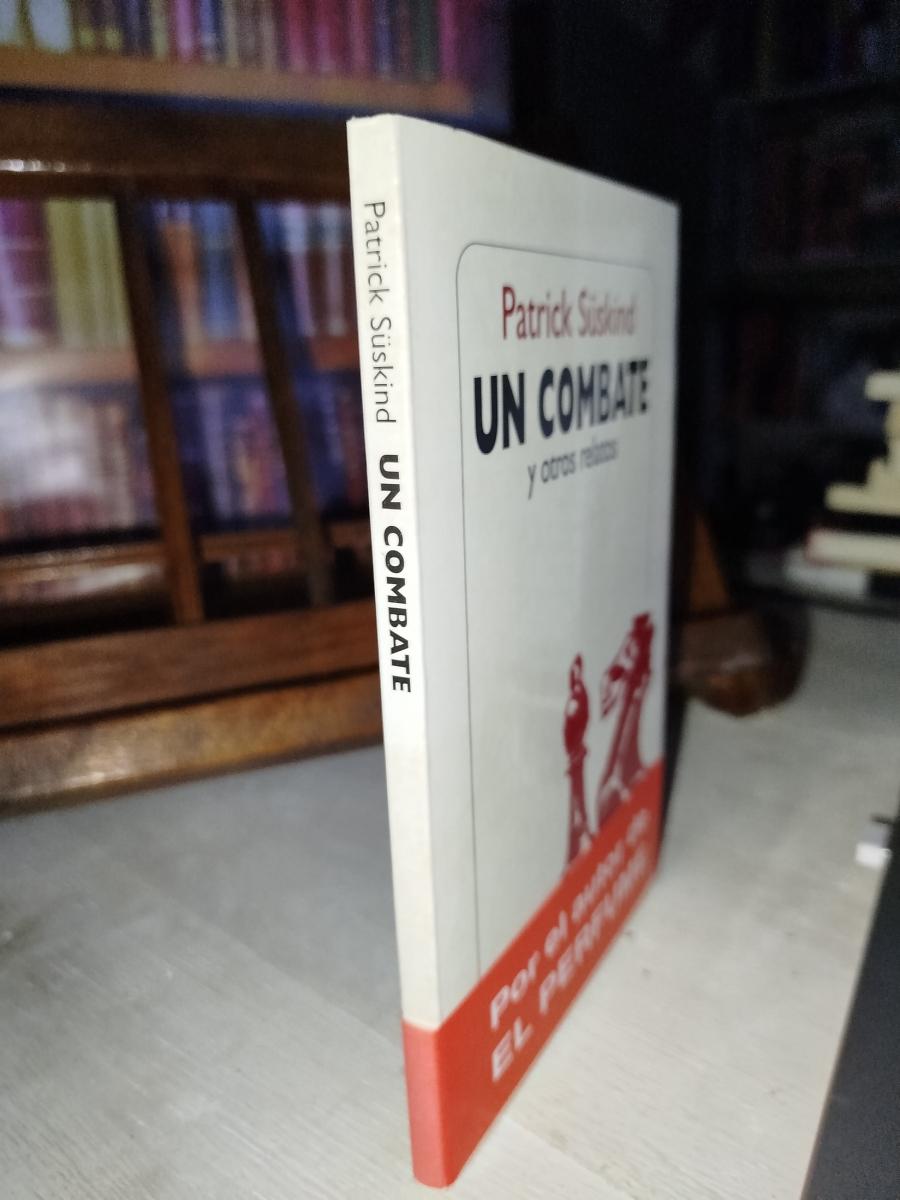 Patrick Süskind UN COMBATE
Patrick Süskind
UN COMBATE
y otros relatos
Por el autor de
EL PERFUME